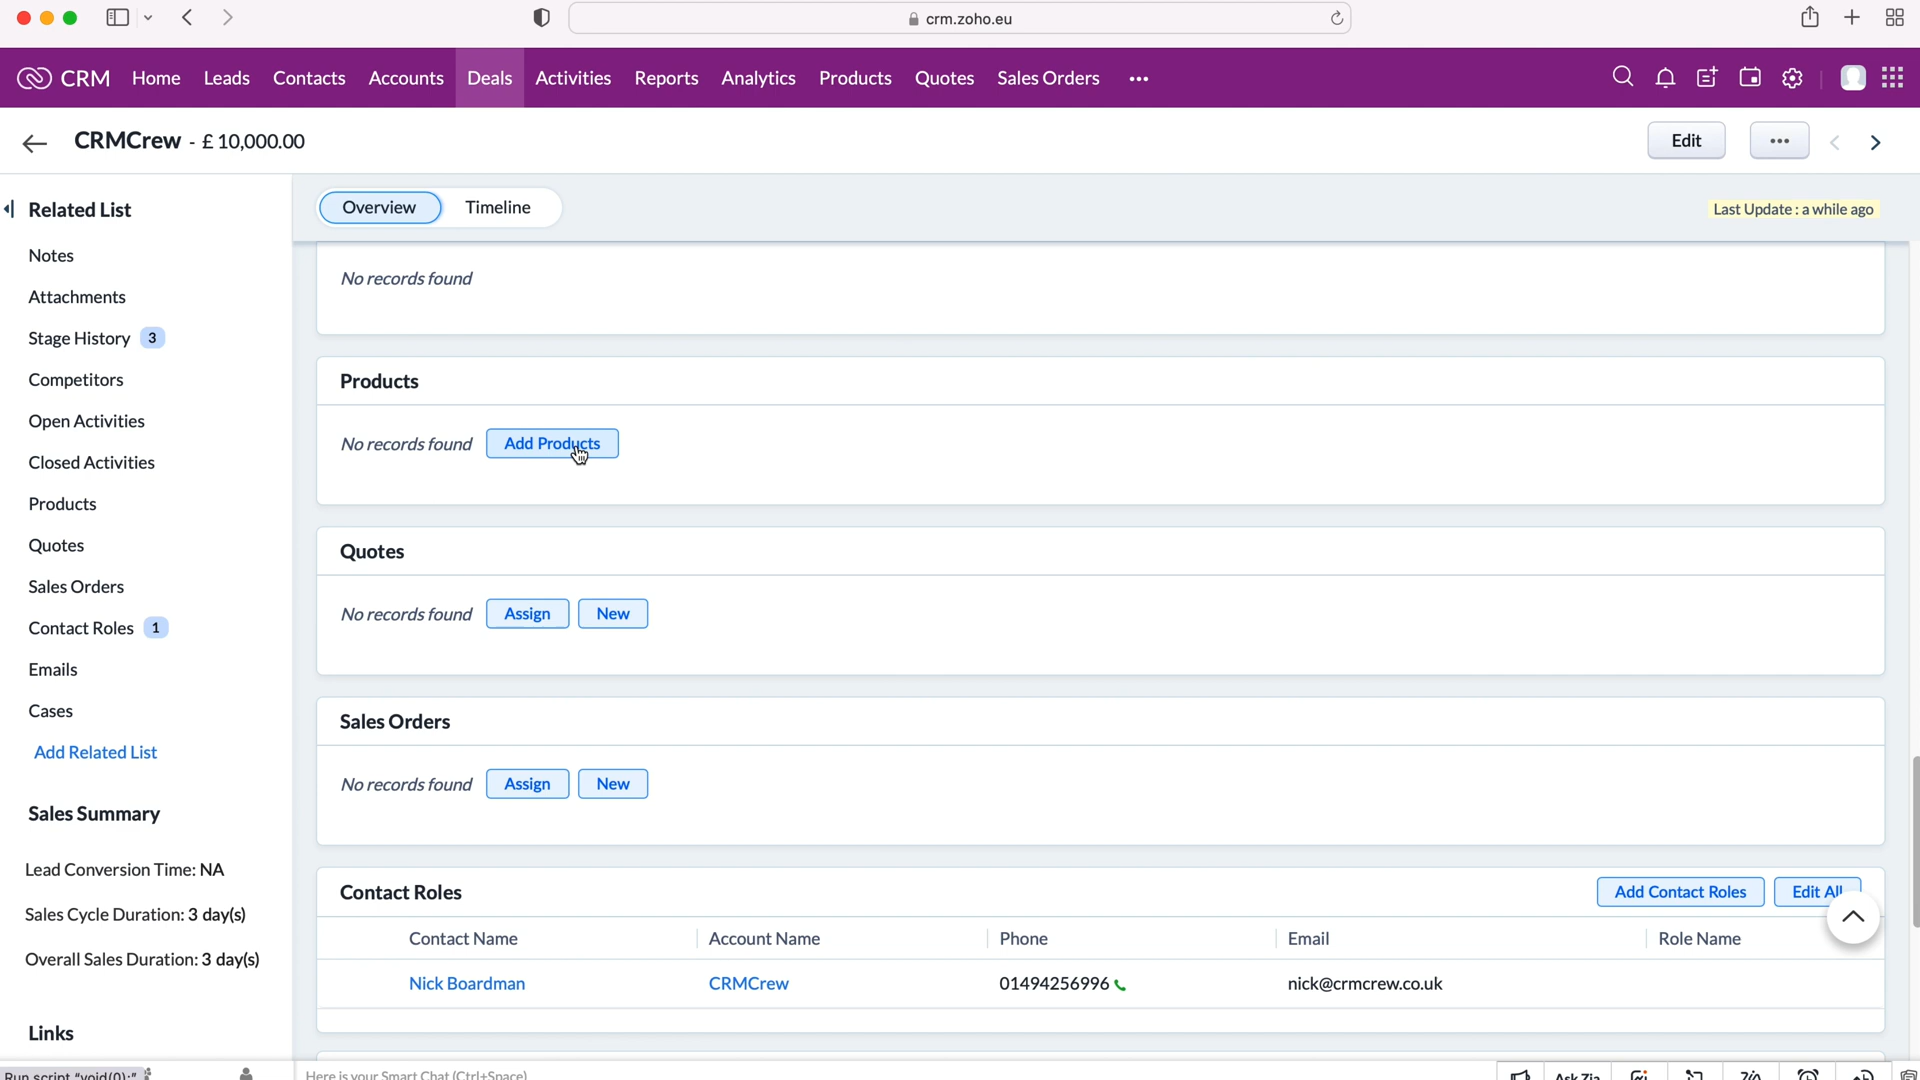 crm.zoho.eu
CRM Home Leads Contacts Accounts Deals Activities Reports Analytics Products Quotes Sales Orders •••
CRMCrew - £ 10,000.00
Edit •••
Related List
Overview Timeline
Last Update : a while ago
Notes
No records found
Attachments
Stage History 3
Competitors
Products
Open Activities
No records found Add Products
Closed Activities
Products
Quotes
Quotes
Sales Orders
No records found Assign New
Contact Roles 1
Emails
Cases
Sales Orders
Add Related List
No records found Assign New
Sales Summary
Lead Conversion Time: NA
Contact Roles
Add Contact Roles Edit All
Sales Cycle Duration: 3 day(s)
Contact Name Account Name Phone Email Role Name
Overall Sales Duration: 3 day(s)
Nick Boardman CRMCrew 01494256996 nick@crmcrew.co.uk
Links
Run script "void(0);"
Here is your Smart Chat (Ctrl+Space)
Ask Zia